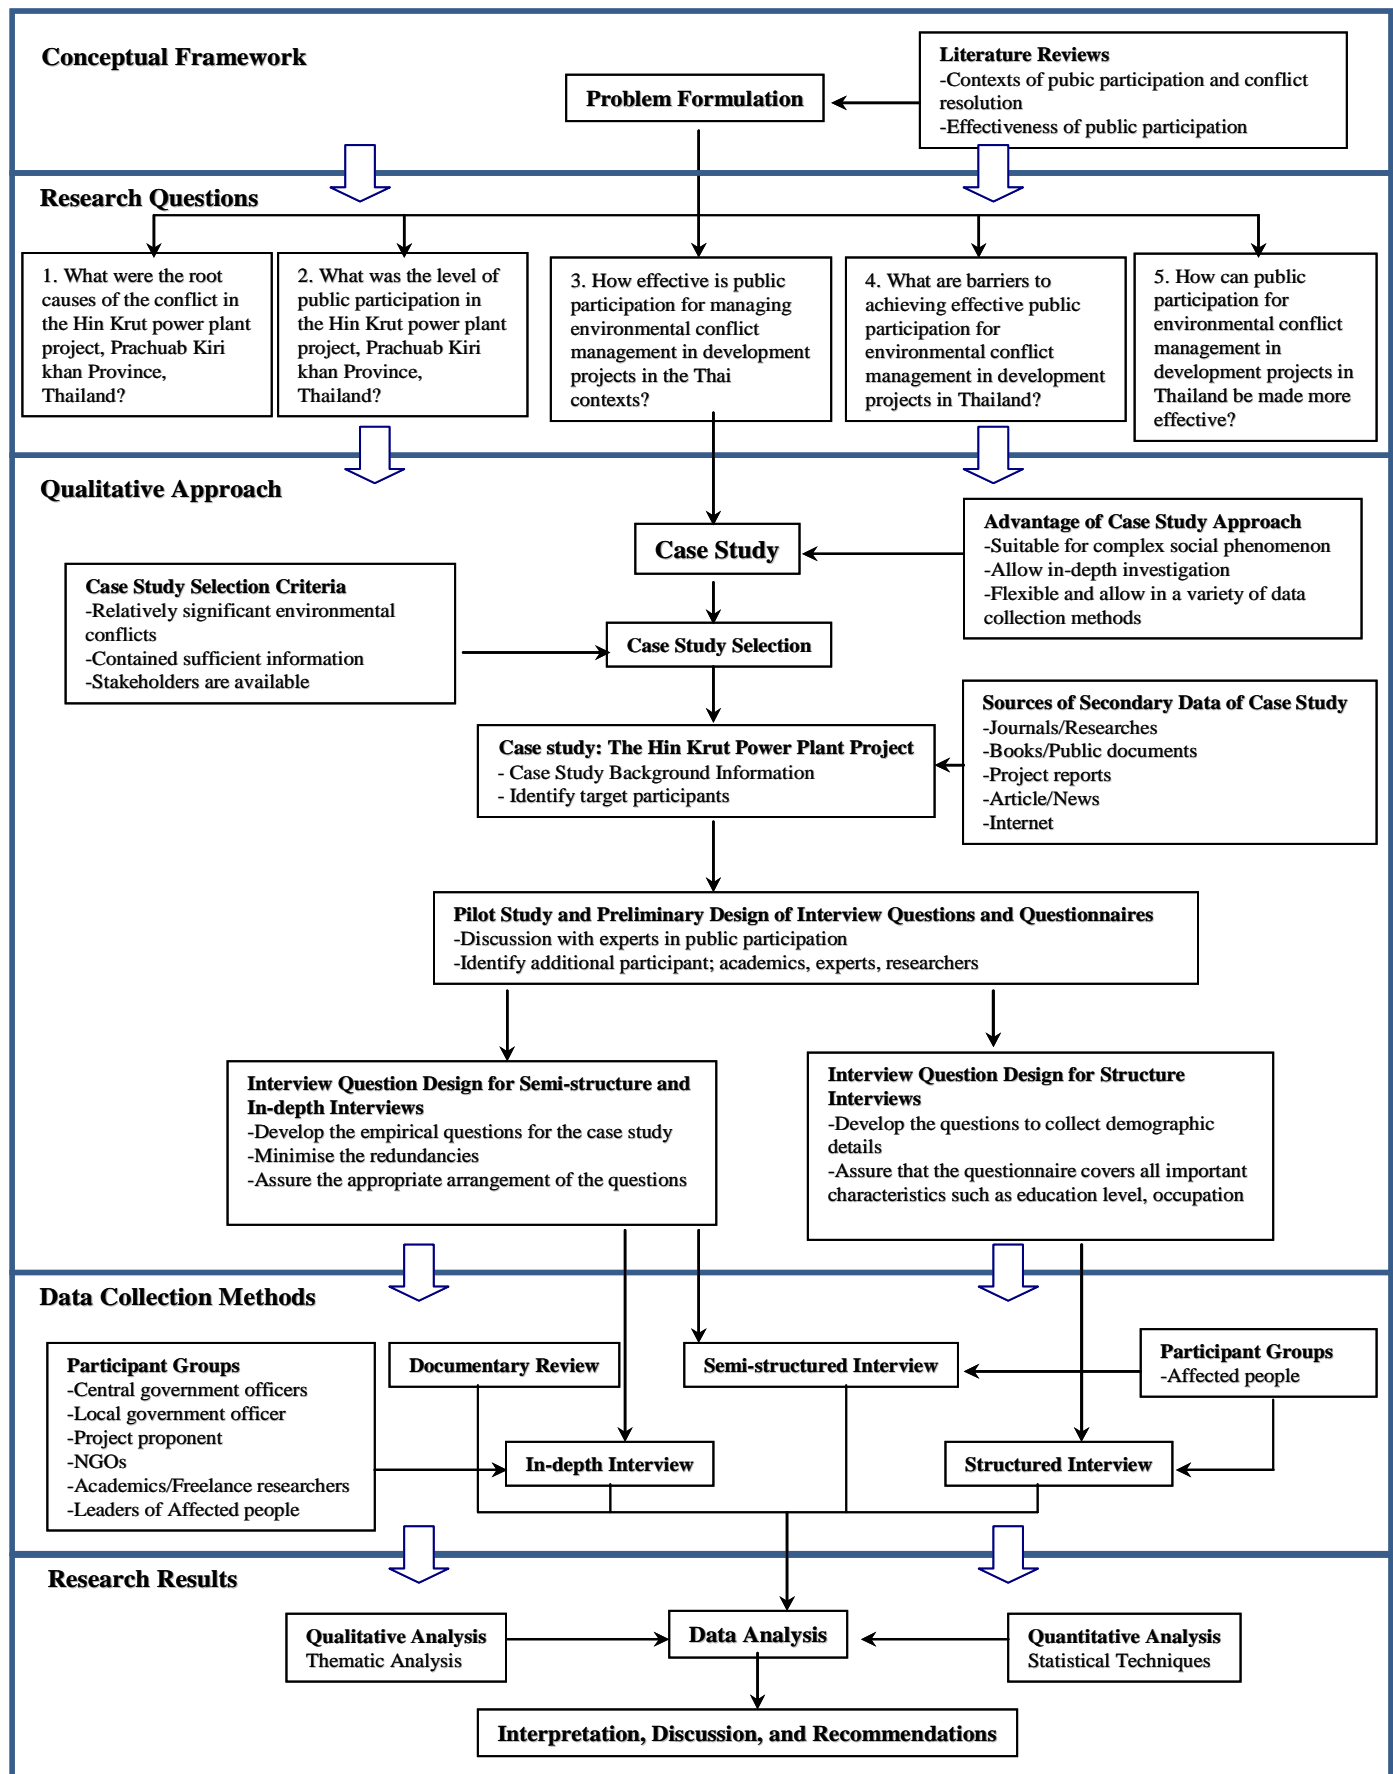 Conceptual Framework
Literature Reviews
-Contexts of pubic participation and conflict
resolution
-Effectiveness of public participation
Problem Formulation
Research Questions
1. What were the root
causes of the conflict in
the Hin Krut power plant
project, Prachuab Kiri
khan Province,
Thailand?
2. What was the level of
public participation in
the Hin Krut power plant
project, Prachuab Kiri
khan Province,
Thailand?
3. How effective is public
participation for managing
environmental conflict
management in development
projects in the Thai
contexts?
4. What are barriers to
achieving effective public
participation for
environmental conflict
management in development
projects in Thailand?
5. How can public
participation for
environmental conflict
management in
development projects in
Thailand be made more
effective?
Qualitative Approach
Case Study
Advantage of Case Study Approach
-Suitable for complex social phenomenon
-Allow in-depth investigation
-Flexible and allow in a variety of data
collection methods
Case Study Selection Criteria
-Relatively significant environmental
conflicts
-Contained sufficient information
-Stakeholders are available
Case Study Selection
Sources of Secondary Data of Case Study
-Journals/Researches
-Books/Public documents
-Project reports
-Article/News
-Internet
Case study: The Hin Krut Power Plant Project
- Case Study Background Information
- Identify target participants
Pilot Study and Preliminary Design of Interview Questions and Questionnaires
-Discussion with experts in public participation
-Identify additional participant; academics, experts, researchers
Interview Question Design for Semi-structure and
In-depth Interviews
-Develop the empirical questions for the case study
-Minimise the redundancies
-Assure the appropriate arrangement of the questions
Interview Question Design for Structure
Interviews
-Develop the questions to collect demographic
details
-Assure that the questionnaire covers all important
characteristics such as education level, occupation
Data Collection Methods
Participant Groups
-Central government officers
-Local government officer
-Project proponent
-NGOs
-Academics/Freelance researchers
-Leaders of Affected people
Documentary Review
Semi-structured Interview
Participant Groups
-Affected people
In-depth Interview
Structured Interview
Research Results
Qualitative Analysis
Thematic Analysis
Data Analysis
Quantitative Analysis
Statistical Techniques
Interpretation, Discussion, and Recommendations